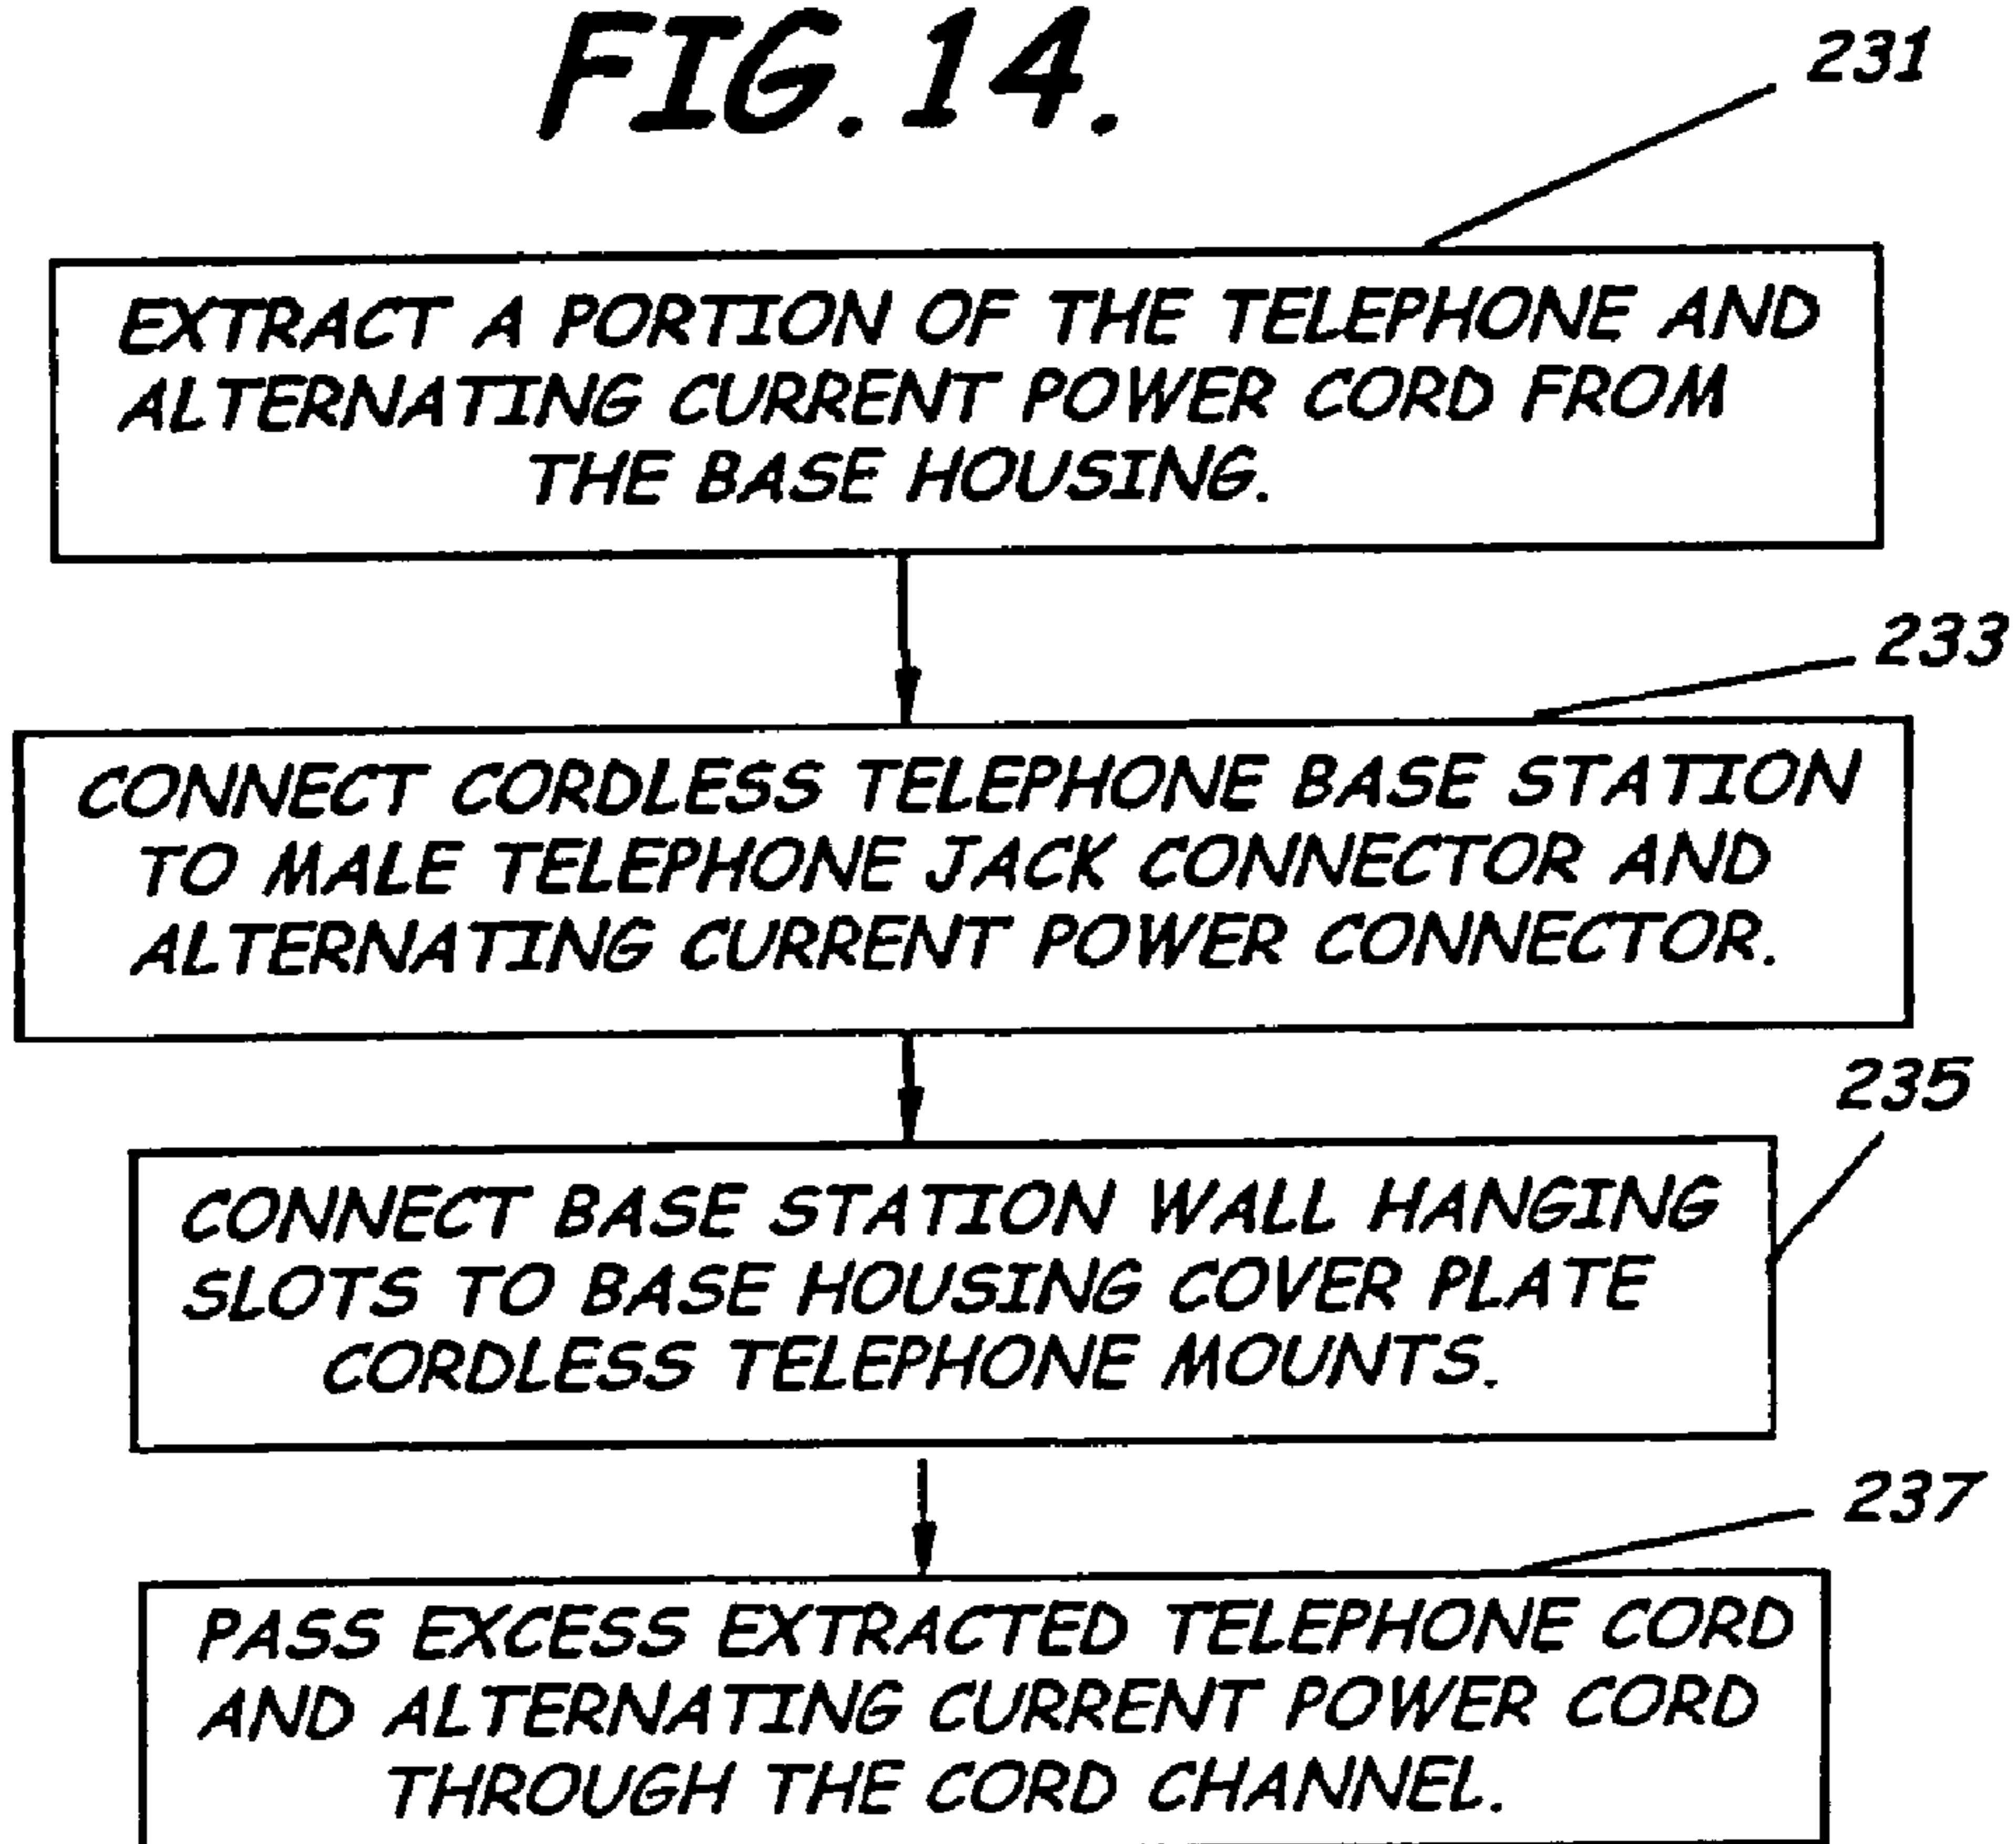 FIG. 14.
231
EXTRACT A PORTION OF THE TELEPHONE AND
ALTERNATING CURRENT POWER CORD FROM
THE BASE HOUSING.
233
CONNECT CORDLESS TELEPHONE BASE STATION
TO MALE TELEPHONE JACK CONNECTOR AND
ALTERNATING CURRENT POWER CONNECTOR.
235
CONNECT BASE STATION WALL HANGING
SLOTS TO BASE HOUSING COVER PLATE
CORDLESS TELEPHONE MOUNTS.
237
PASS EXCESS EXTRACTED TELEPHONE CORD
AND ALTERNATING CURRENT POWER CORD
THROUGH THE CORD CHANNEL.